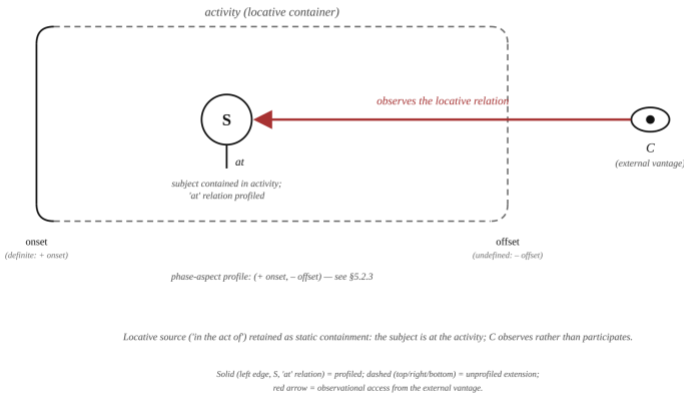 activity (locative container)
observes the locative relation
S
C
(external vantage)
at
subject contained in activity;
'at' relation profiled
onset
(definite: + onset)
offset
(undefined: – offset)
phase-aspect profile: (+ onset, – offset) — see §5.2.3
Locative source ('in the act of') retained as static containment: the subject is at the activity; C observes rather than participates.
Solid (left edge, S, 'at' relation) = profiled; dashed (top/right/bottom) = unprofiled extension;
red arrow = observational access from the external vantage.